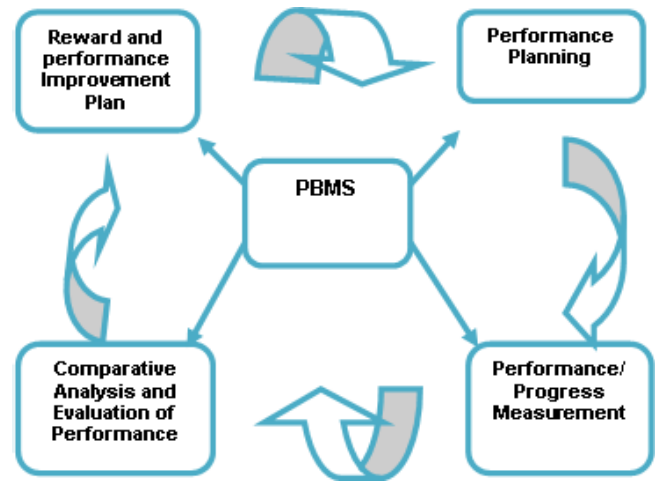 Reward and
performance
Improvement
Plan
Performance
Planning
PBMS
Comparative
Analysis and
Evaluation of
Performance
Performance/
Progress
Measurement